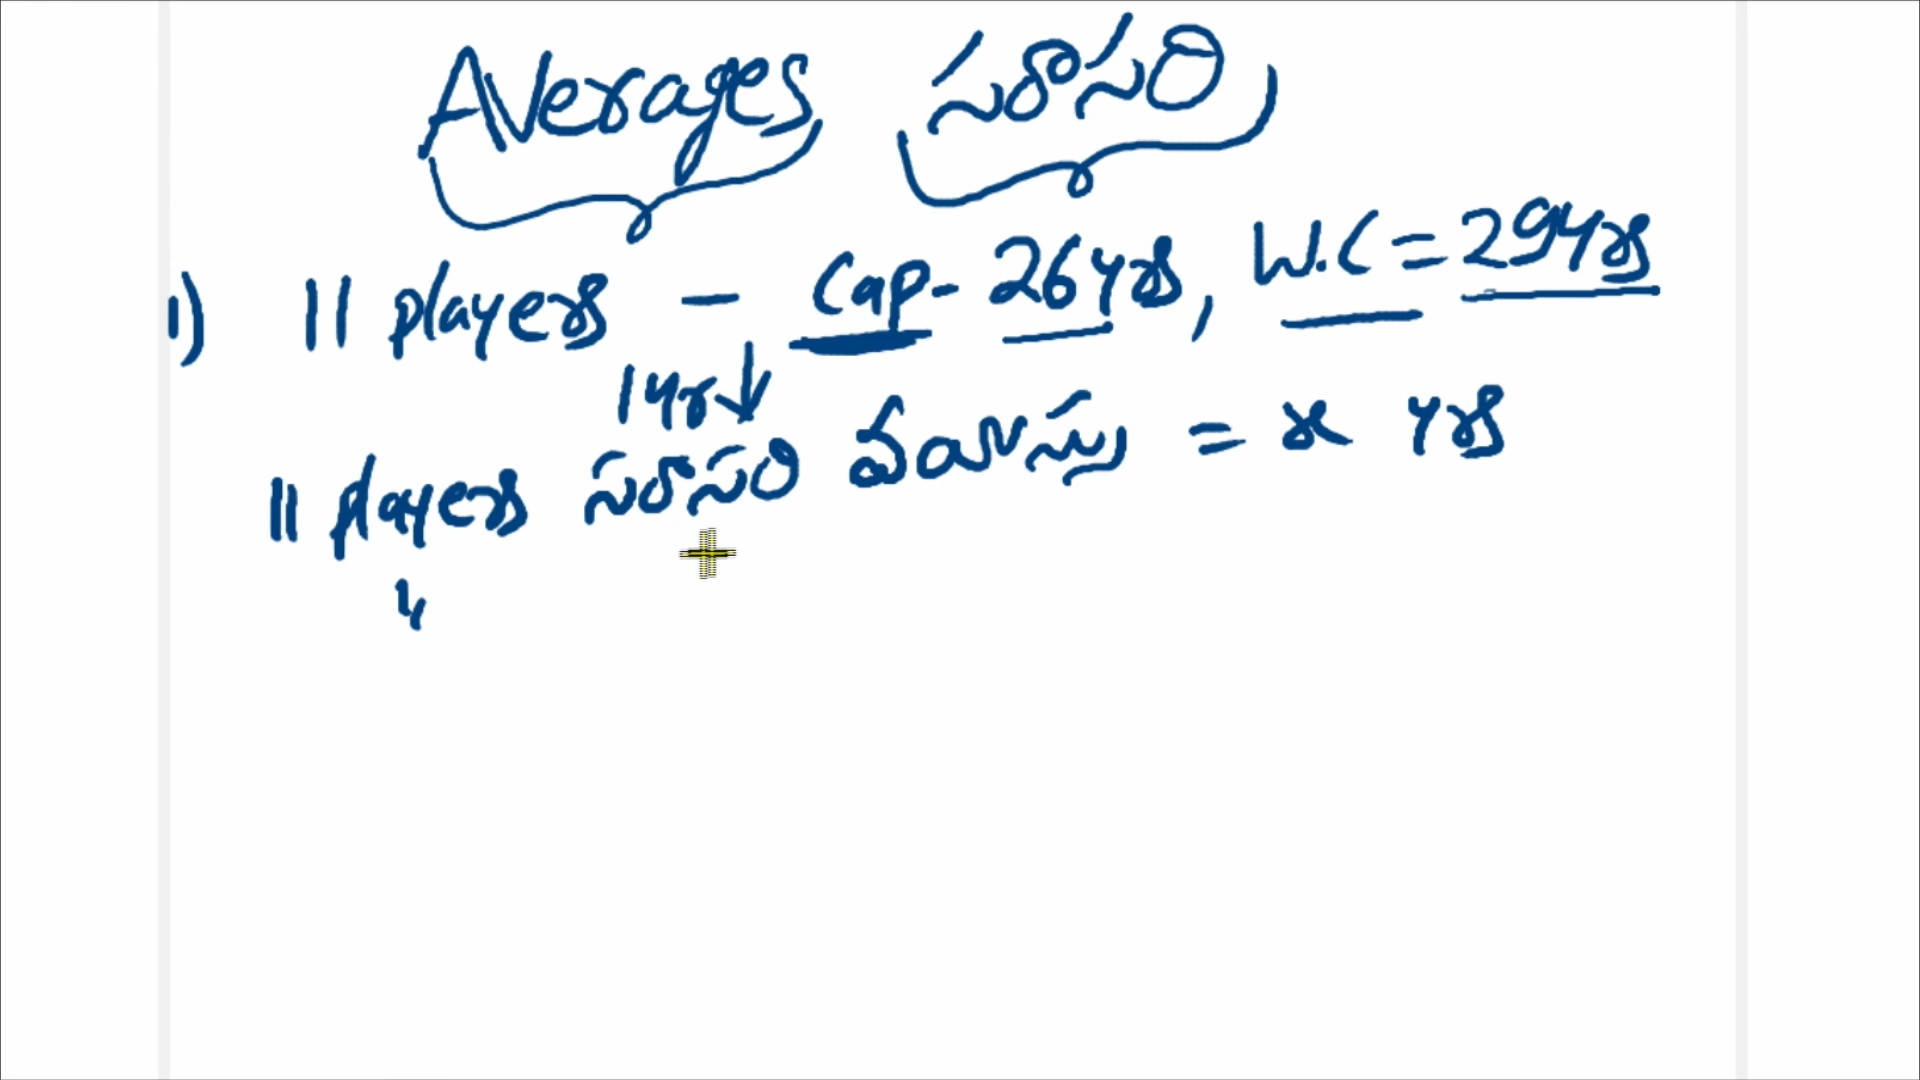 Averages సరాసరి
1) 11 players - Cap - 26yrs, W.C = 29yrs
1yr↓
11 players సరాసరి వయస్సు = x yrs